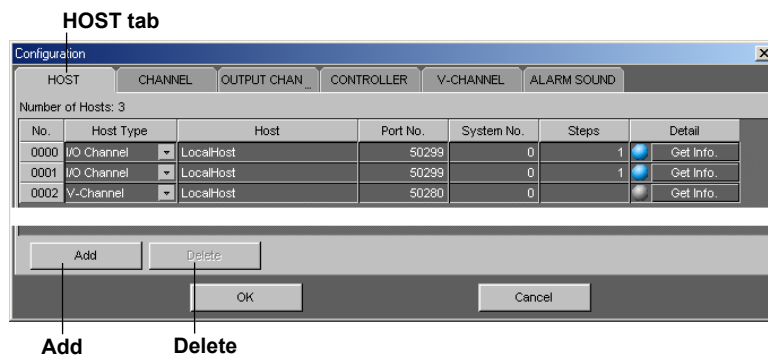 HOST tab
Configuration
HOST CHANNEL OUTPUT CHAN... CONTROLLER V-CHANNEL ALARM SOUND
Number of Hosts: 3
No. Host Type Host Port No. System No. Steps Detail
0000 I/O Channel LocalHost 50299 0 1 Get Info.
0001 I/O Channel LocalHost 50299 0 1 Get Info.
0002 V-Channel LocalHost 50280 0 Get Info.
Add Delete
OK Cancel
Add Delete